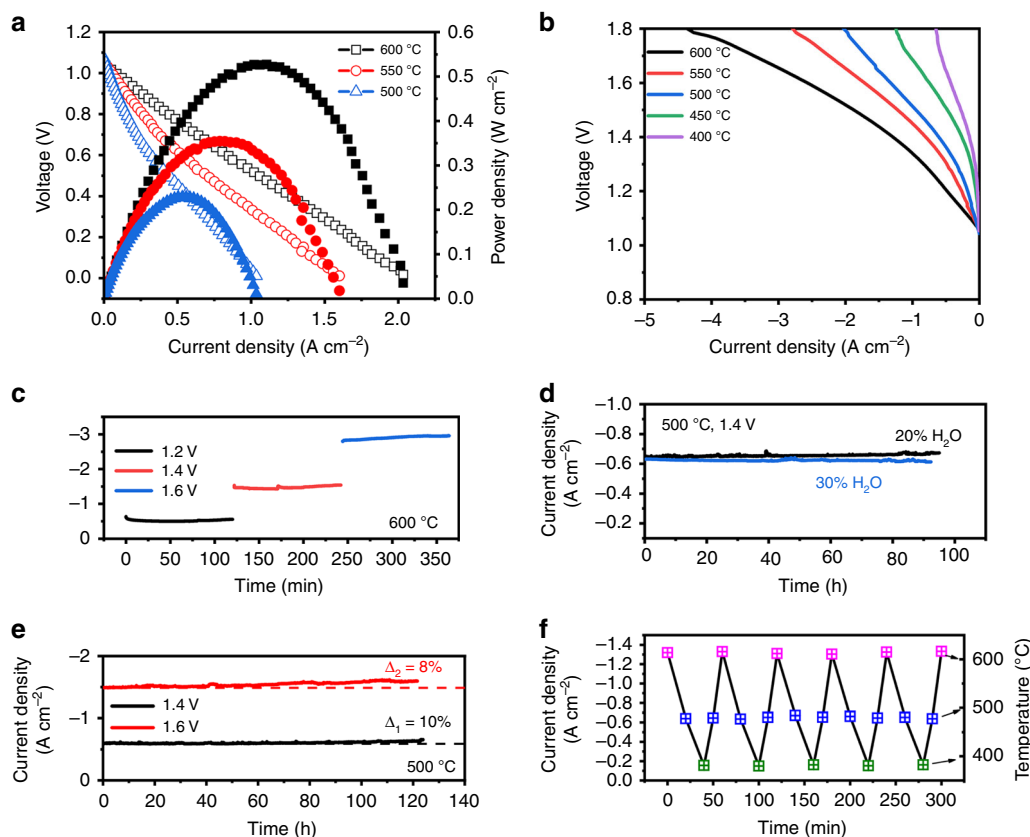 a
1.2
1.0
0.8
0.6
0.4
0.2
0.0
Voltage (V)
0.6
0.5
0.4
0.3
0.2
0.1
0.0
Power density (W cm⁻²)
600 °C
550 °C
500 °C
0.0 0.5 1.0 1.5 2.0
Current density (A cm⁻²)
b
1.8
1.6
1.4
1.2
1.0
0.8
Voltage (V)
600 °C
550 °C
500 °C
450 °C
400 °C
–5 –4 –3 –2 –1 0
Current density (A cm⁻²)
c
–3
–2
–1
0
Current density
(A cm⁻²)
1.2 V
1.4 V
1.6 V
600 °C
0 50 100 150 200 250 300 350
Time (min)
d
–1.0
–0.8
–0.6
–0.4
–0.2
Current density
(A cm⁻²)
500 °C, 1.4 V
20% H₂O
30% H₂O
0 20 40 60 80 100
Time (h)
e
–2
–1
0
Current density
(A cm⁻²)
Δ₂ = 8%
1.4 V
1.6 V
Δ₁ = 10%
500 °C
0 20 40 60 80 100 120 140
Time (h)
f
–1.4
–1.2
–1.0
–0.8
–0.6
–0.4
–0.2
0.0
Current density
(A cm⁻²)
600
500
400
Temperature (°C)
0 50 100 150 200 250 300
Time (min)